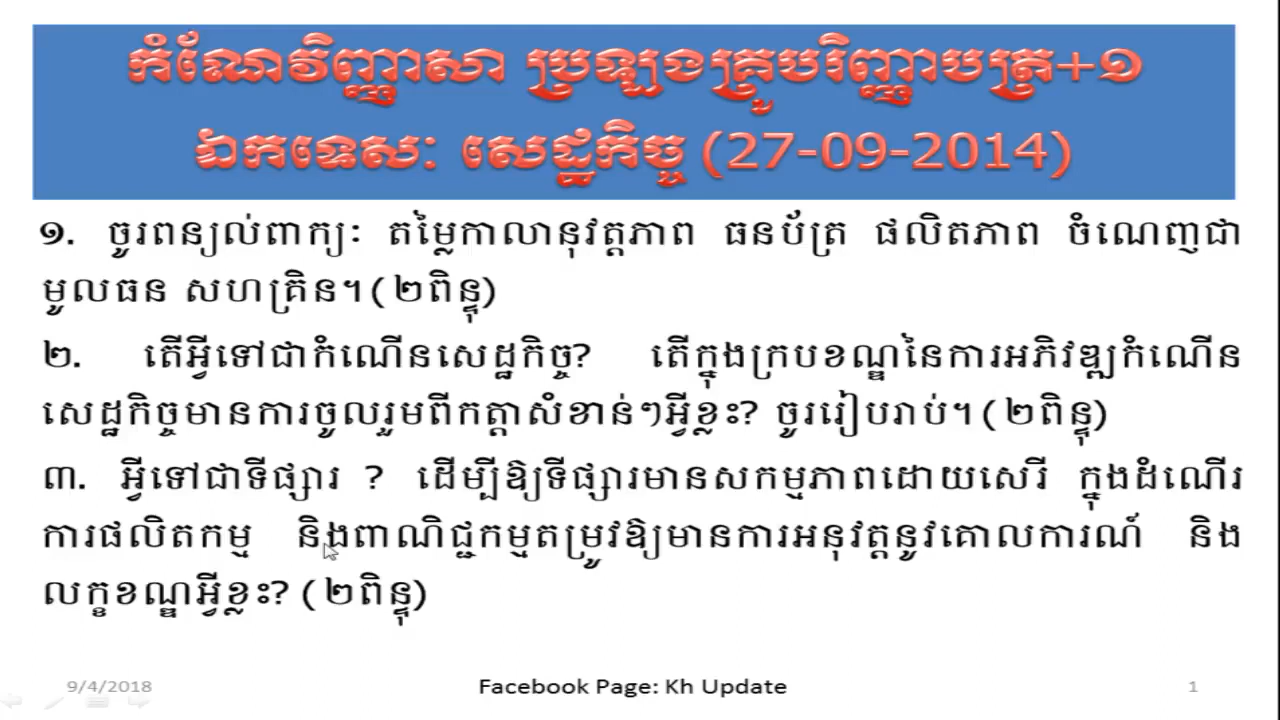 កំណែវិញ្ញាសា ប្រឡងគ្រូបរិញ្ញាបត្រ+១
ឯកទេសៈ សេដ្ឋកិច្ច (27-09-2014)
១. ចូរពន្យល់ពាក្យៈ តម្លៃកាលានុវត្តភាព ធនប័ត្រ ផលិតភាព ចំណេញជា
មូលធន សហគ្រិន។(២ពិន្ទុ)
២. តើអ្វីទៅជាកំណើនសេដ្ឋកិច្ច? តើក្នុងក្របខណ្ឌនៃការអភិវឌ្ឍកំណើន
សេដ្ឋកិច្ចមានការចូលរួមពីកត្តាសំខាន់ៗអ្វីខ្លះ? ចូររៀបរាប់។(២ពិន្ទុ)
៣. អ្វីទៅជាទីផ្សារ ? ដើម្បីឱ្យទីផ្សារមានសកម្មភាពដោយសេរី ក្នុងដំណើរ
ការផលិតកម្ម និងពាណិជ្ជកម្មតម្រូវឱ្យមានការអនុវត្តនូវគោលការណ៍ និង
លក្ខខណ្ឌអ្វីខ្លះ? (២ពិន្ទុ)
9/4/2018 Facebook Page: Kh Update 1